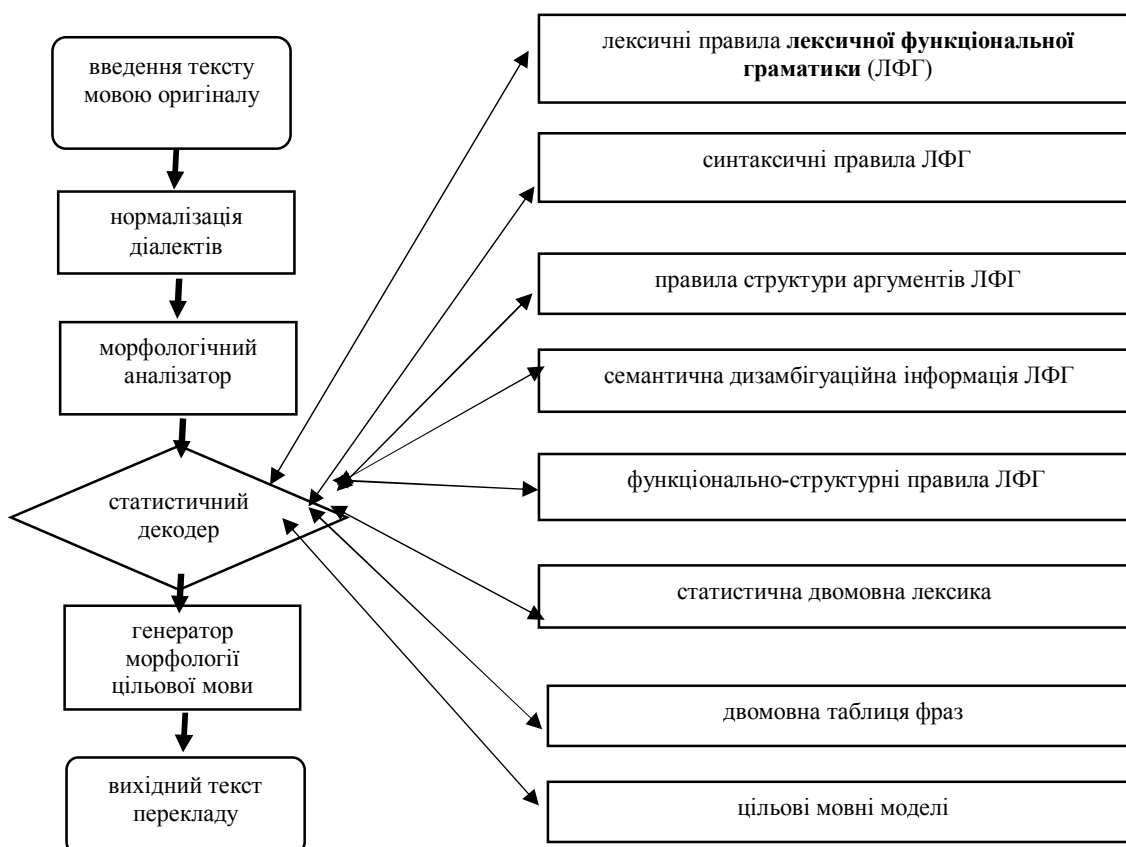 введення тексту
мовою оригіналу
нормалізація
діалектів
морфологічний
аналізатор
статистичний
декодер
генератор
морфології
цільової мови
вихідний текст
перекладу
лексичні правила лексичної функціональної
граматики (ЛФГ)
синтаксичні правила ЛФГ
правила структури аргументів ЛФГ
семантична дизамбігуаційна інформація ЛФГ
функціонально-структурні правила ЛФГ
статистична двомовна лексика
двомовна таблиця фраз
цільові мовні моделі